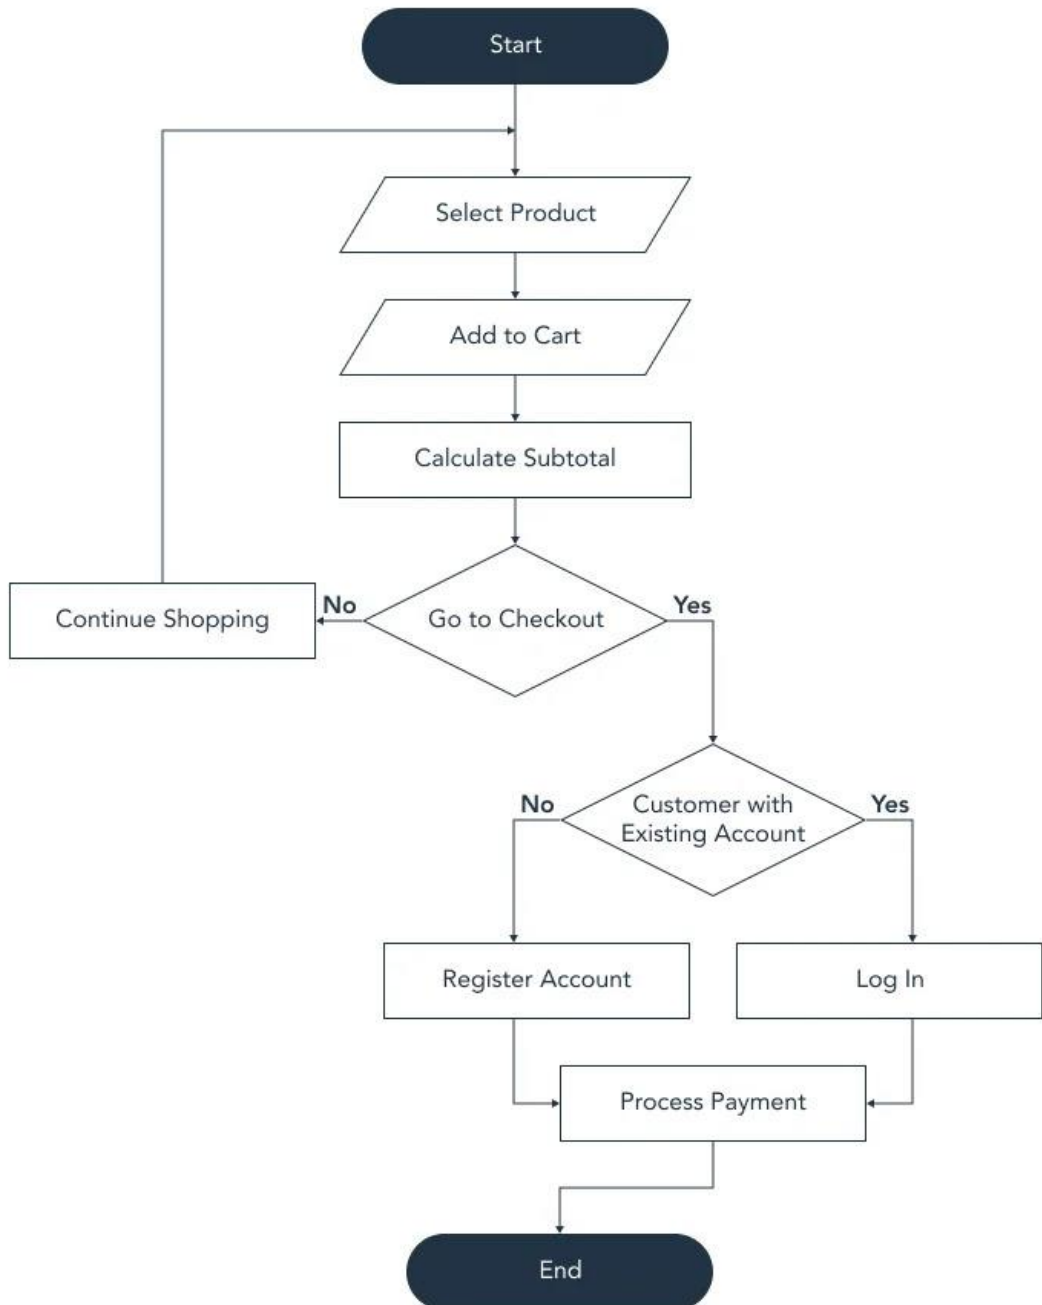 Start
Select Product
Add to Cart
Calculate Subtotal
Continue Shopping
No
Go to Checkout
Yes
No
Customer with
Existing Account
Yes
Register Account
Log In
Process Payment
End